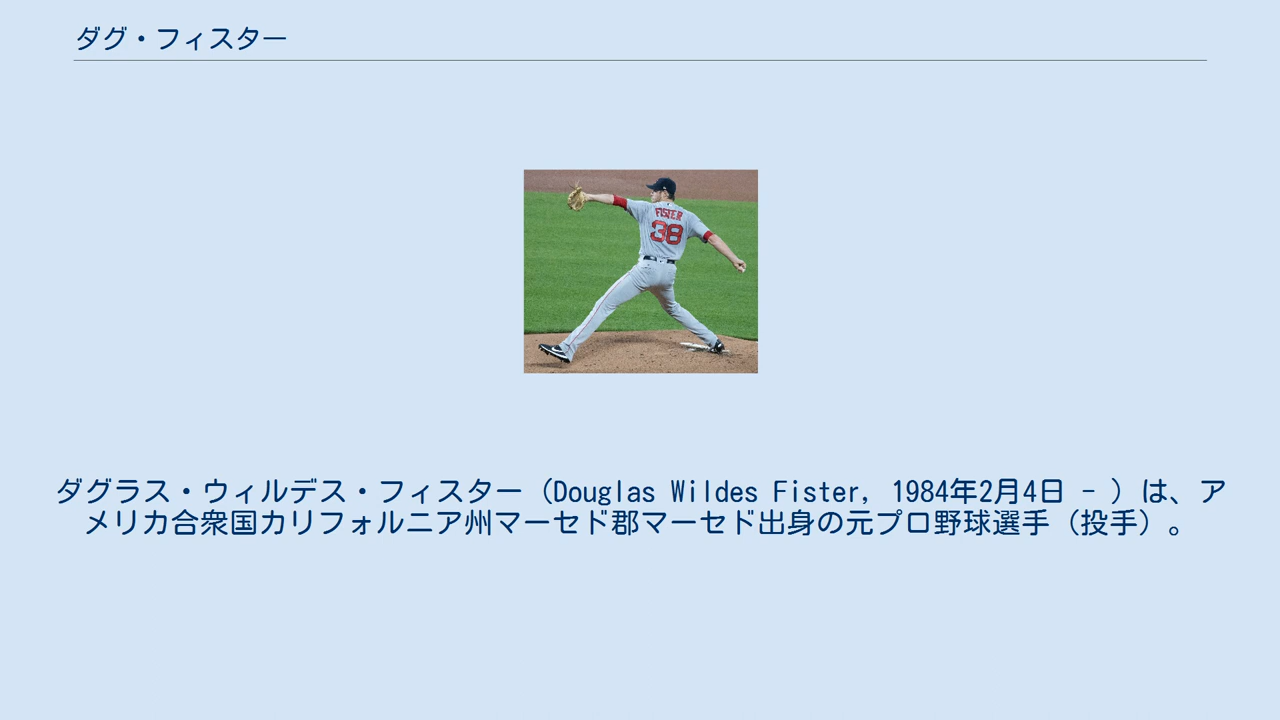 ダグ・フィスター
FISTER
38
ダグラス・ウィルデス・フィスター（Douglas Wildes Fister, 1984年2月4日 - ）は、ア
メリカ合衆国カリフォルニア州マーセド郡マーセド出身の元プロ野球選手（投手）。